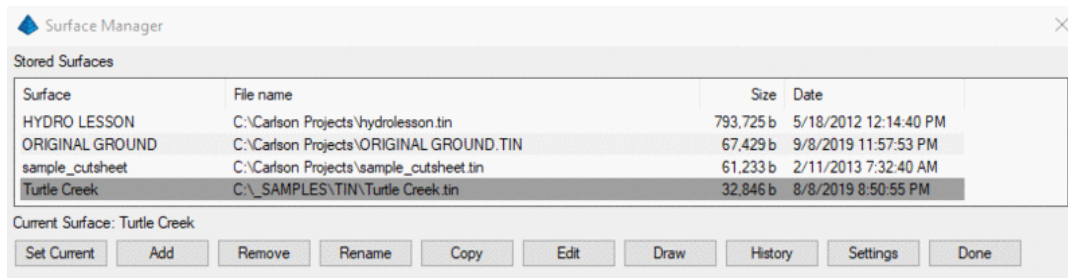 Surface Manager
Stored Surfaces
Surface File name Size Date
HYDRO LESSON C:\Carlson Projects\hydrolesson.tin 793,725 b 5/18/2012 12:14:40 PM
ORIGINAL GROUND C:\Carlson Projects\ORIGINAL GROUND.TIN 67,429 b 9/8/2019 11:57:53 PM
sample_cutsheet C:\Carlson Projects\sample_cutsheet.tin 61,233 b 2/11/2013 7:32:40 AM
Turtle Creek C:\_SAMPLES\TIN\Turtle Creek.tin 32,846 b 8/8/2019 8:50:55 PM
Current Surface: Turtle Creek
Set Current Add Remove Rename Copy Edit Draw History Settings Done